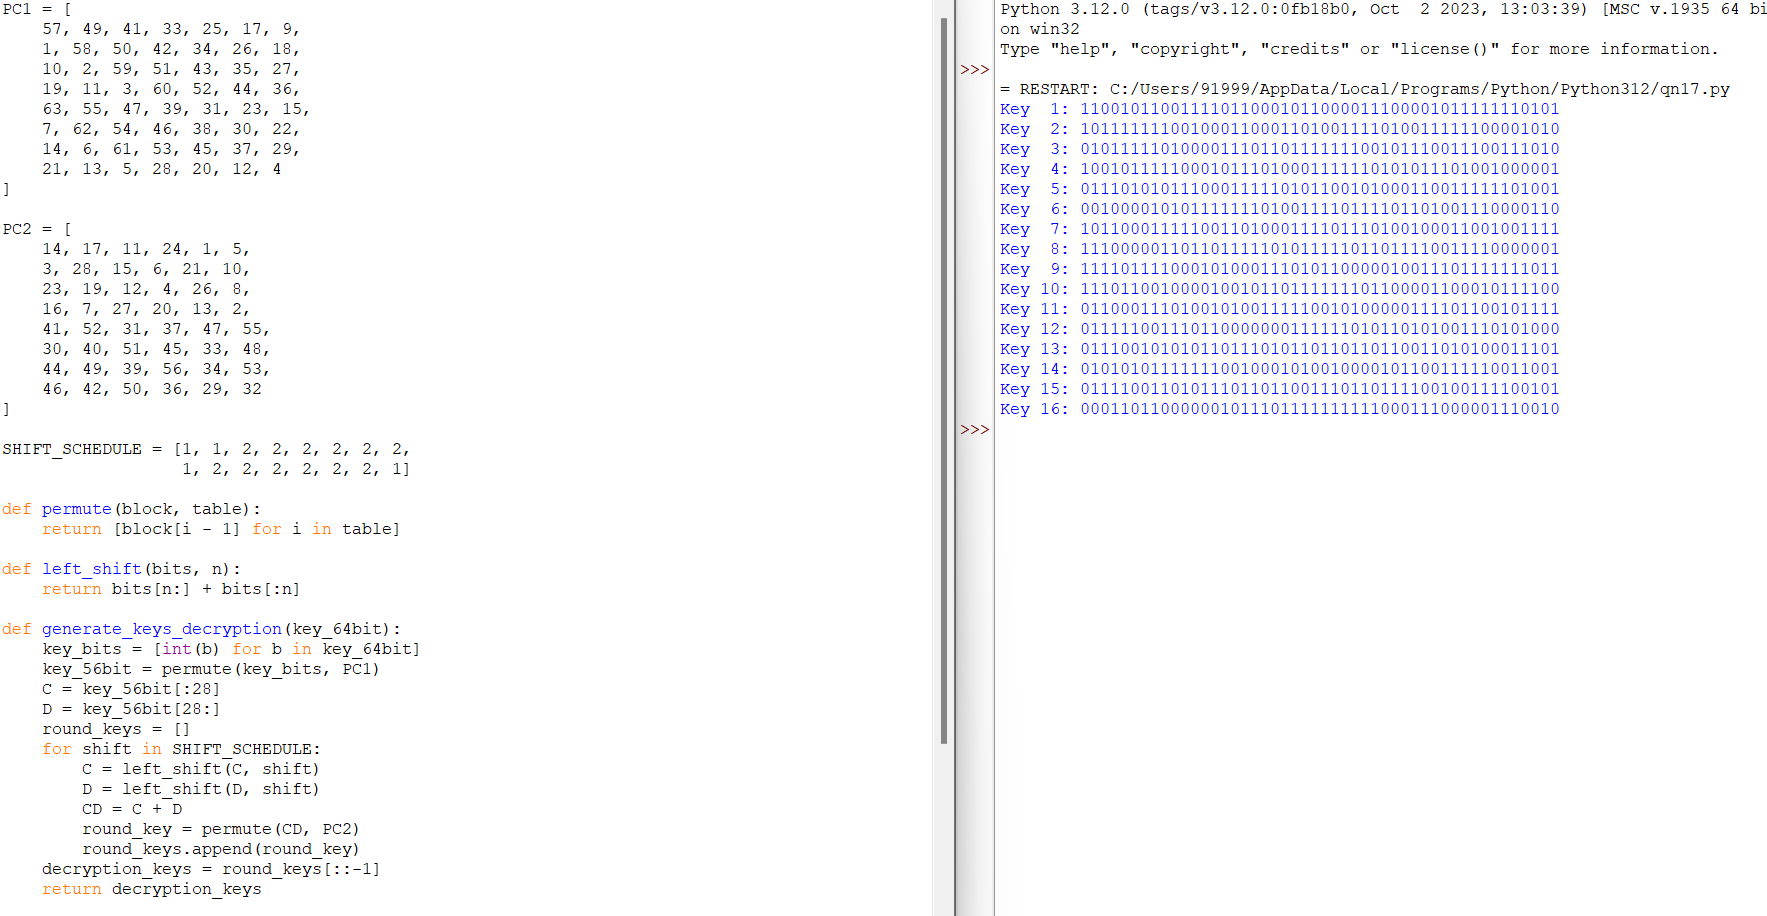 PC1 = [
    57, 49, 41, 33, 25, 17, 9,
    1, 58, 50, 42, 34, 26, 18,
    10, 2, 59, 51, 43, 35, 27,
    19, 11, 3, 60, 52, 44, 36,
    63, 55, 47, 39, 31, 23, 15,
    7, 62, 54, 46, 38, 30, 22,
    14, 6, 61, 53, 45, 37, 29,
    21, 13, 5, 28, 20, 12, 4
]
PC2 = [
    14, 17, 11, 24, 1, 5,
    3, 28, 15, 6, 21, 10,
    23, 19, 12, 4, 26, 8,
    16, 7, 27, 20, 13, 2,
    41, 52, 31, 37, 47, 55,
    30, 40, 51, 45, 33, 48,
    44, 49, 39, 56, 34, 53,
    46, 42, 50, 36, 29, 32
]
SHIFT_SCHEDULE = [1, 1, 2, 2, 2, 2, 2, 2,
                  1, 2, 2, 2, 2, 2, 2, 1]
def permute(block, table):
    return [block[i - 1] for i in table]
def left_shift(bits, n):
    return bits[n:] + bits[:n]
def generate_keys_decryption(key_64bit):
    key_bits = [int(b) for b in key_64bit]
    key_56bit = permute(key_bits, PC1)
    C = key_56bit[:28]
    D = key_56bit[28:]
    round_keys = []
    for shift in SHIFT_SCHEDULE:
        C = left_shift(C, shift)
        D = left_shift(D, shift)
        CD = C + D
        round_key = permute(CD, PC2)
        round_keys.append(round_key)
    decryption_keys = round_keys[::-1]
    return decryption_keys
Python 3.12.0 (tags/v3.12.0:0fb18b0, Oct  2 2023, 13:03:39) [MSC v.1935 64 bi
on win32
Type "help", "copyright", "credits" or "license()" for more information.
>>>
= RESTART: C:/Users/91999/AppData/Local/Programs/Python/Python312/qn17.py
Key  1: 110010110011110110001011000011100001011111110101
Key  2: 101111111001000110001101001111010011111100001010
Key  3: 010111110100001110110111111100101110011100111010
Key  4: 100101111100010111010001111110101011101001000001
Key  5: 011101010111000111110101100101000110011111101001
Key  6: 001000010101111111010011110111101101001110000110
Key  7: 101100011111001101000111101110100100011001001111
Key  8: 111000001101101111101011111011011110011110000001
Key  9: 111101111000101000111010110000010011101111111011
Key 10: 111011001000010010110111111101100001100010111100
Key 11: 011000111010010100111110010100000111101100101111
Key 12: 011111001110110000000111111010110101001110101000
Key 13: 011100101010110111010110110110110011010100011101
Key 14: 010101011111110010001010010000101100111110011001
Key 15: 011110011010111011011001110110111100100111100101
Key 16: 000110110000001011101111111111000111000001110010
>>>